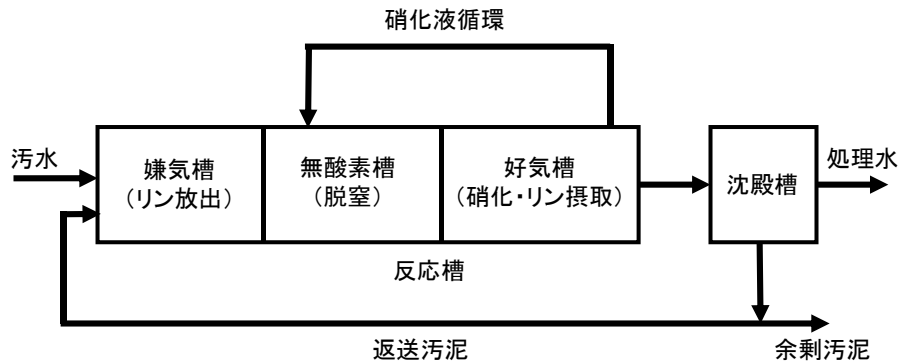 硝化液循環
汚水
嫌気槽
(リン放出)
無酸素槽
(脱窒)
好気槽
(硝化・リン摂取)
沈殿槽
処理水
反応槽
返送汚泥
余剰汚泥